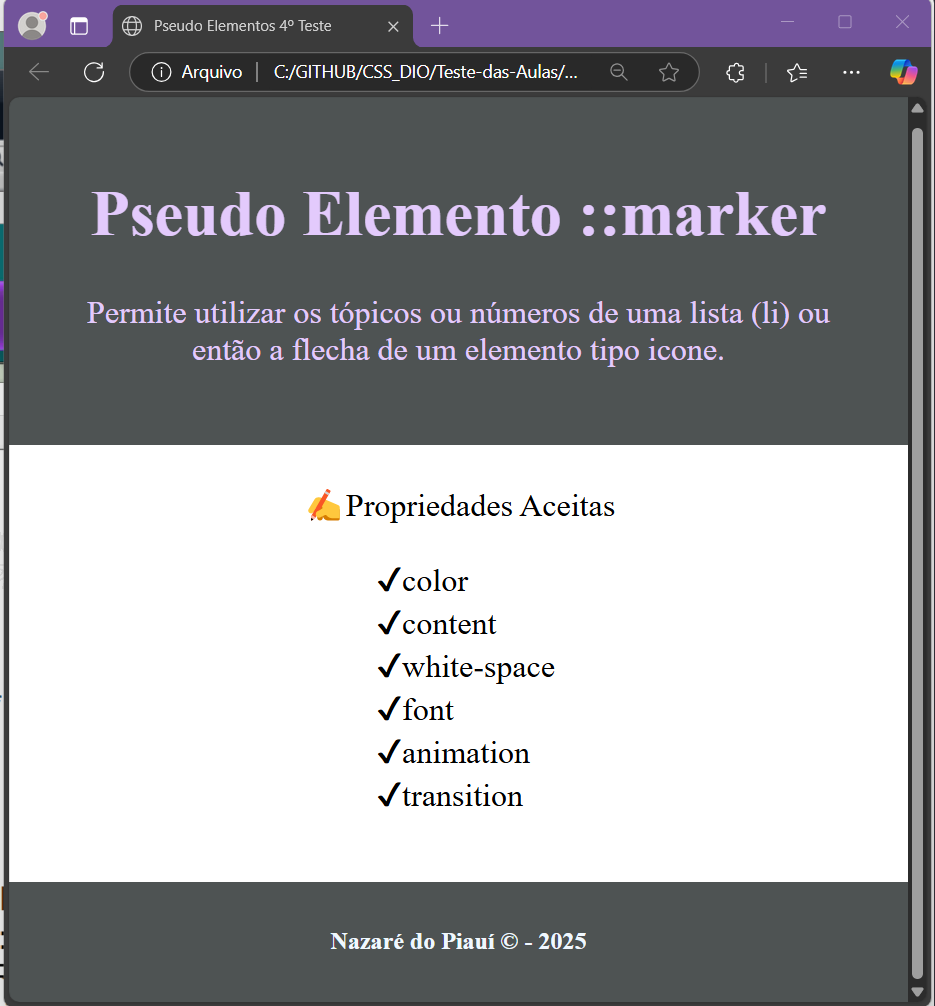 Pseudo Elementos 4º Teste
Arquivo | C:/GITHUB/CSS_DIO/Teste-das-Aulas/...
Pseudo Elemento ::marker
Permite utilizar os tópicos ou números de uma lista (li) ou
então a flecha de um elemento tipo icone.
✍Propriedades Aceitas
✔color
✔content
✔white-space
✔font
✔animation
✔transition
Nazaré do Piauí © - 2025